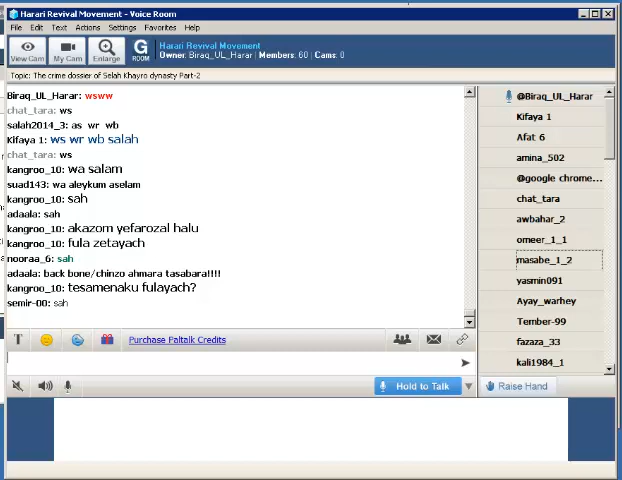 Harari Revival Movement - Voice Room
File Edit Text Actions Settings Favorites Help
View Cam
My Cam
Enlarge
G
ROOM
Harari Revival Movement
Owner: Biraq_UL_Harar | Members: 60 | Cams: 0
Topic: The crime dossier of Selah Khayro dynasty Part-2
Biraq_UL_Harar: wsww
chat_tara: ws
salah2014_3: as wr wb
Kifaya 1: ws wr wb salah
chat_tara: ws
kangroo_10: wa salam
suad143: wa aleykum aselam
kangroo_10: sah
adaala: sah
kangroo_10: akazom yefarozal halu
kangroo_10: fula zetayach
nooraa_6: sah
adaala: back bone/chinzo ahmara tasabara!!!!
kangroo_10: tesamenaku fulayach?
semir-00: sah
@Biraq_UL_Harar
Kifaya 1
Afat 6
amina_502
@google chrome...
chat_tara
awbahar_2
omeer_1_1
masabe_1_2
yasmin091
Ayay_warhey
Tember-99
fazaza_33
kali1984_1
T
Purchase Paltalk Credits
Hold to Talk
Raise Hand